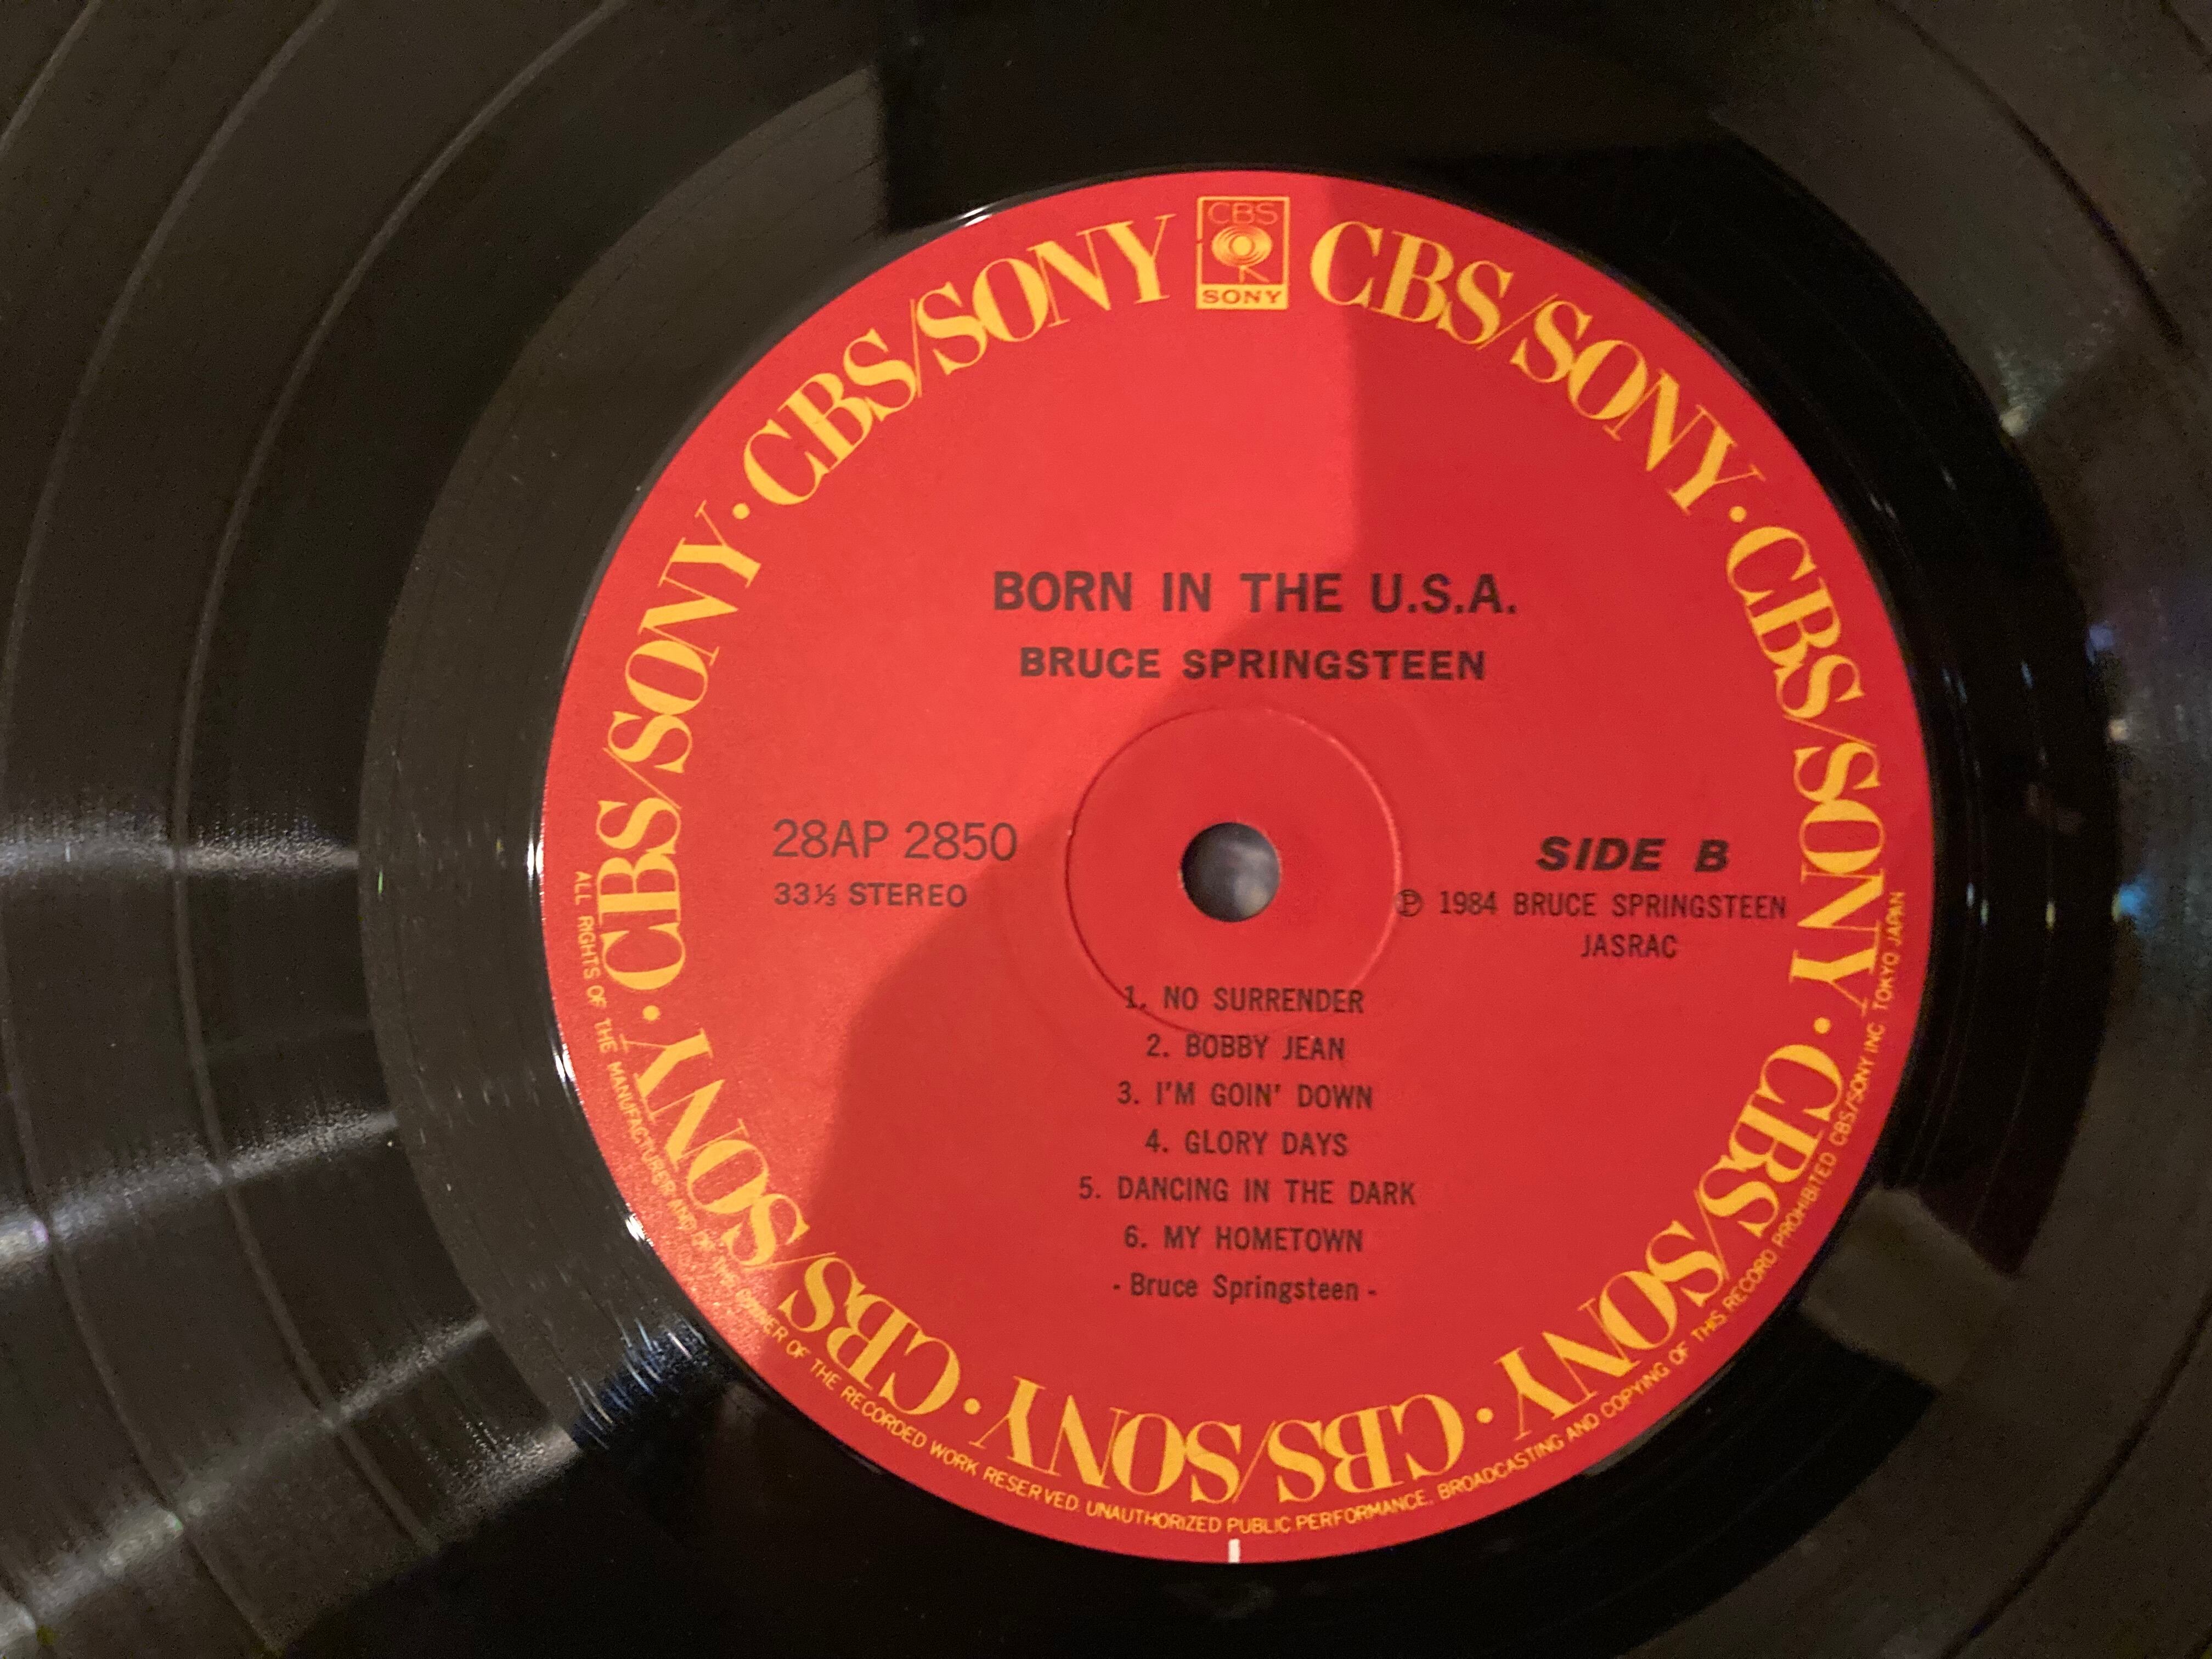 CBS
SONY
CBS/SONY · CBS/SONY · CBS/SONY · CBS/SONY · CBS/SONY · CBS/SONY · CBS/SONY · CBS/SONY
BORN IN THE U.S.A.
BRUCE SPRINGSTEEN
28AP 2850
33⅓ STEREO
SIDE B
Ⓟ 1984 BRUCE SPRINGSTEEN
JASRAC
1. NO SURRENDER
2. BOBBY JEAN
3. I'M GOIN' DOWN
4. GLORY DAYS
5. DANCING IN THE DARK
6. MY HOMETOWN
- Bruce Springsteen -
ALL RIGHTS OF THE MANUFACTURER AND OF THE OWNER OF THE RECORDED WORK RESERVED. UNAUTHORIZED PUBLIC PERFORMANCE, BROADCASTING AND COPYING OF THIS RECORD PROHIBITED CBS/SONY INC. TOKYO JAPAN